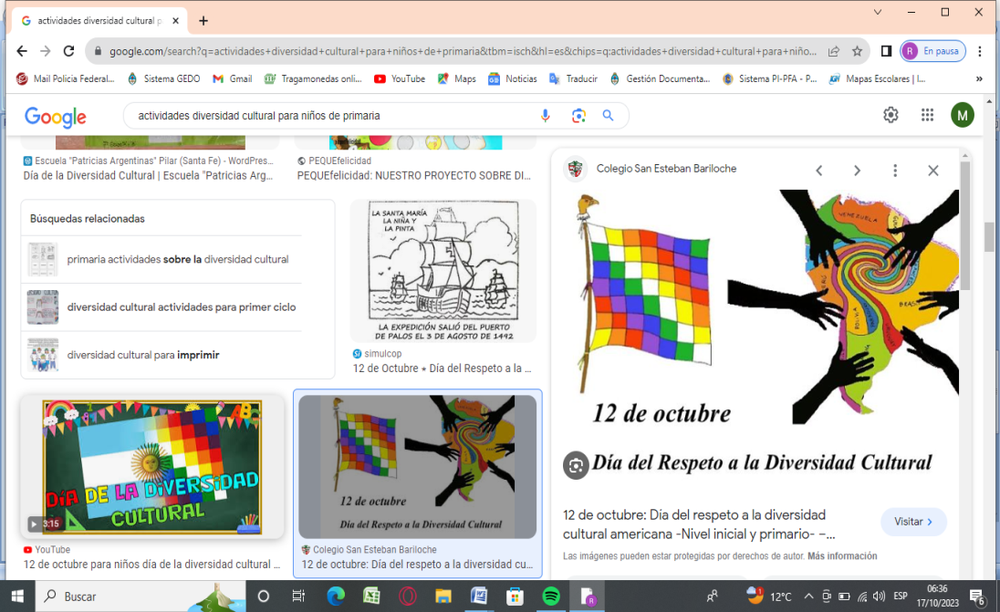 actividades diversidad cultural p
google.com/search?q=actividades+diversidad+cultural+para+niños+de+primaria&tbm=isch&hl=es&chips=q:actividades+diversidad+cultural+para+niño...
R En pausa
Mail Policia Federal...
Sistema GEDO
Gmail
Tragamonedas onli...
YouTube
Maps
Noticias
Traducir
Gestión Documenta...
Sistema PI-PFA - P...
Mapas Escolares | I...
»
Google
actividades diversidad cultural para niños de primaria
M
Escuela "Patricias Argentinas" Pilar (Santa Fe) - WordPres...
Día de la Diversidad Cultural | Escuela "Patricias Arg...
PEQUEfelicidad
PEQUEfelicidad: NUESTRO PROYECTO SOBRE DI...
Búsquedas relacionadas
primaria actividades sobre la diversidad cultural
diversidad cultural actividades para primer ciclo
diversidad cultural para imprimir
LA SANTA MARÍA
LA NIÑA Y
LA PINTA
LA EXPEDICIÓN SALIÓ DEL PUERTO
DE PALOS EL 3 DE AGOSTO DE 1492
simulcop
12 de Octubre ⋆ Día del Respeto a la ...
ABC
DíA DE LA DiVERSiDAD
CULTURAL
3:15
YouTube
12 de octubre para niños día de la diversidad cultural ...
12 de octubre
Día del Respeto a la Diversidad Cultural
Colegio San Esteban Bariloche
12 de octubre: Día del respeto a la diversidad cu...
Colegio San Esteban Bariloche
VENEZUELA
BOLIVIA
12 de octubre
Día del Respeto a la Diversidad Cultural
12 de octubre: Día del respeto a la diversidad
cultural americana -Nivel inicial y primario- –...
Visitar
Las imágenes pueden estar protegidas por derechos de autor. Más información
Buscar
12°C
ESP
06:36
17/10/2023
6